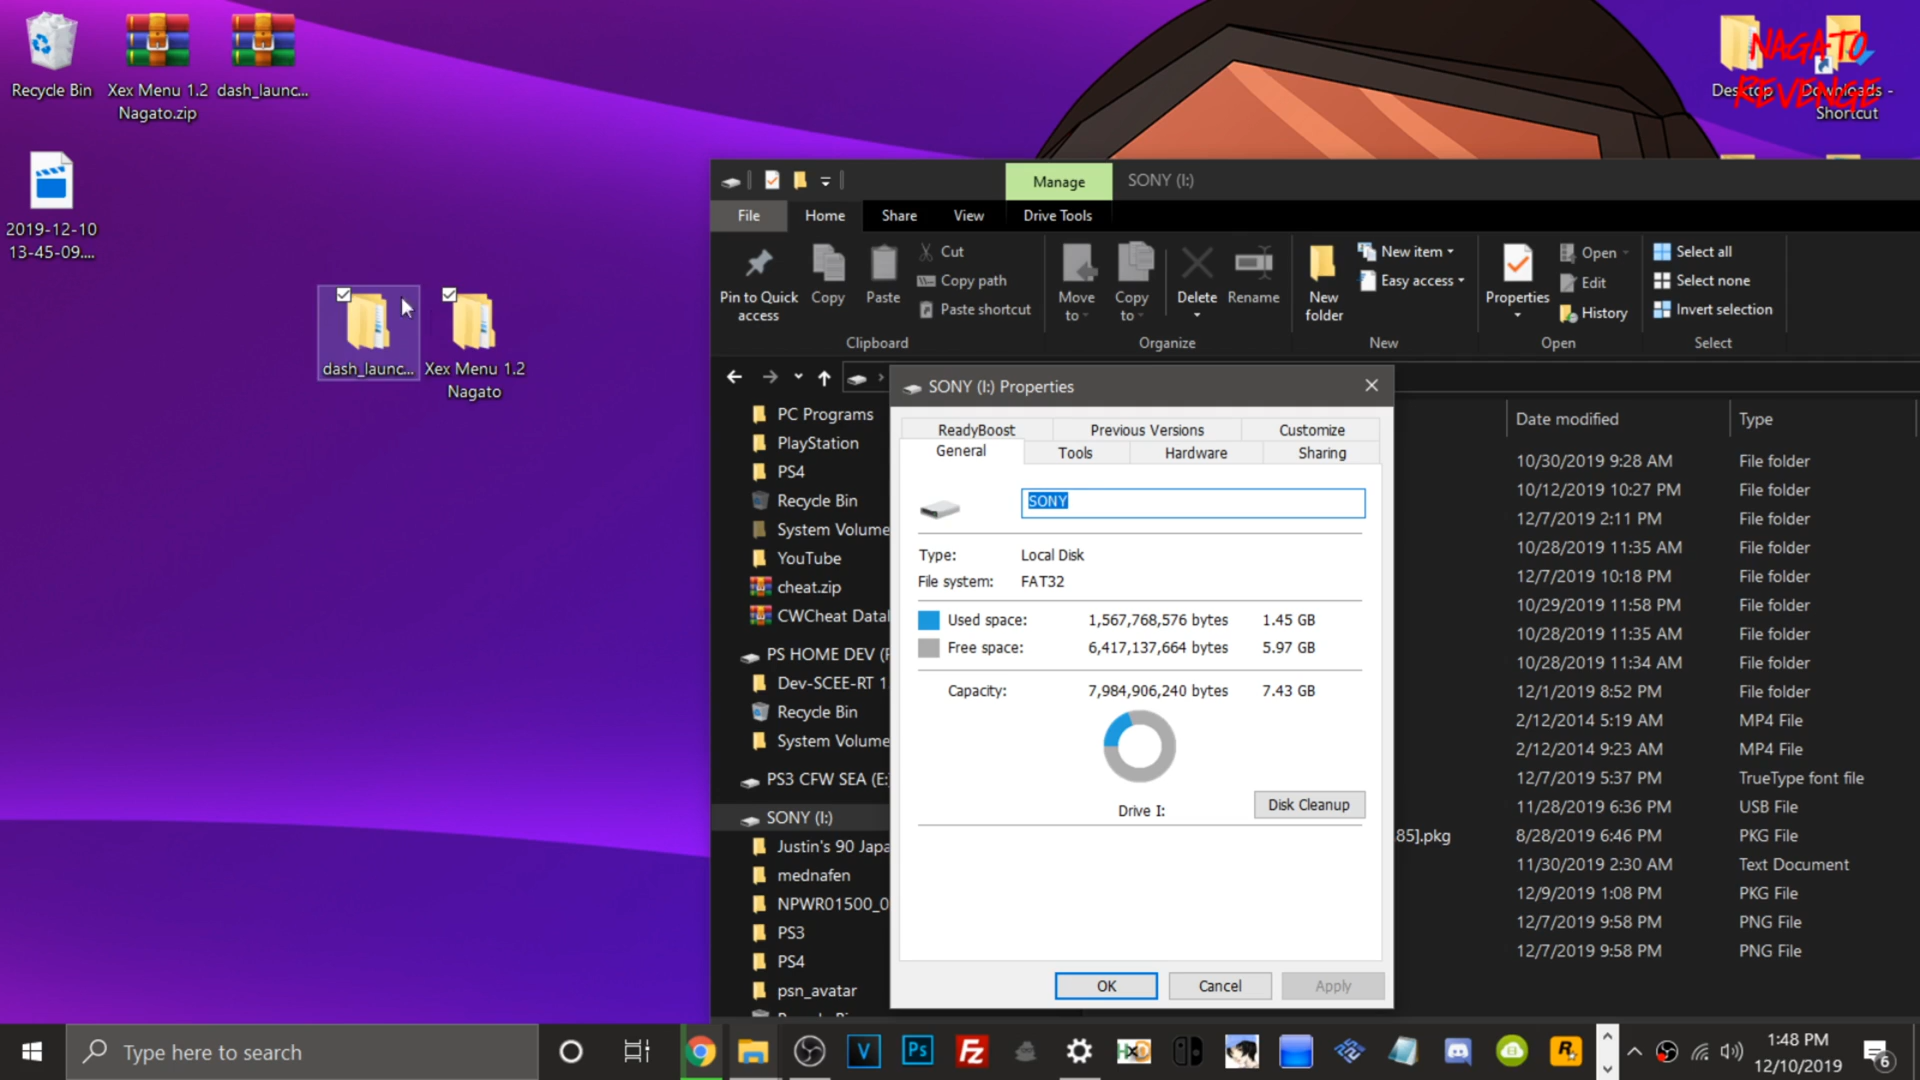 Recycle Bin
Xex Menu 1.2
Nagato.zip
dash_launc...
2019-12-10
13-45-09....
dash_launc...
Xex Menu 1.2
Nagato
Desktop
Downloads -
Shortcut
NAGATO
REVENGE
Manage
SONY (I:)
File
Home
Share
View
Drive Tools
Pin to Quick
access
Copy
Paste
Cut
Copy path
Paste shortcut
Clipboard
Move
to
Copy
to
Delete
Rename
Organize
New
folder
New item
Easy access
New
Properties
Open
Edit
History
Open
Select all
Select none
Invert selection
Select
PC Programs
PlayStation
PS4
Recycle Bin
System Volume
YouTube
cheat.zip
CWCheat Data
PS HOME DEV (
Dev-SCEE-RT 1
Recycle Bin
System Volume
PS3 CFW SEA (E:
SONY (I:)
Justin's 90 Japa
mednafen
NPWR01500_0
PS3
PS4
psn_avatar
SONY (I:) Properties
ReadyBoost
Previous Versions
Customize
General
Tools
Hardware
Sharing
SONY
Type: Local Disk
File system: FAT32
Used space: 1,567,768,576 bytes 1.45 GB
Free space: 6,417,137,664 bytes 5.97 GB
Capacity: 7,984,906,240 bytes 7.43 GB
Drive I:
Disk Cleanup
OK
Cancel
Apply
Date modified Type
10/30/2019 9:28 AM File folder
10/12/2019 10:27 PM File folder
12/7/2019 2:11 PM File folder
10/28/2019 11:35 AM File folder
12/7/2019 10:18 PM File folder
10/29/2019 11:58 PM File folder
10/28/2019 11:35 AM File folder
10/28/2019 11:34 AM File folder
12/1/2019 8:52 PM File folder
2/12/2014 5:19 AM MP4 File
2/12/2014 9:23 AM MP4 File
12/7/2019 5:37 PM TrueType font file
11/28/2019 6:36 PM USB File
85].pkg 8/28/2019 6:46 PM PKG File
11/30/2019 2:30 AM Text Document
12/9/2019 1:08 PM PKG File
12/7/2019 9:58 PM PNG File
12/7/2019 9:58 PM PNG File
Type here to search
V
Ps
FZ
HxD
R
1:48 PM
12/10/2019
6